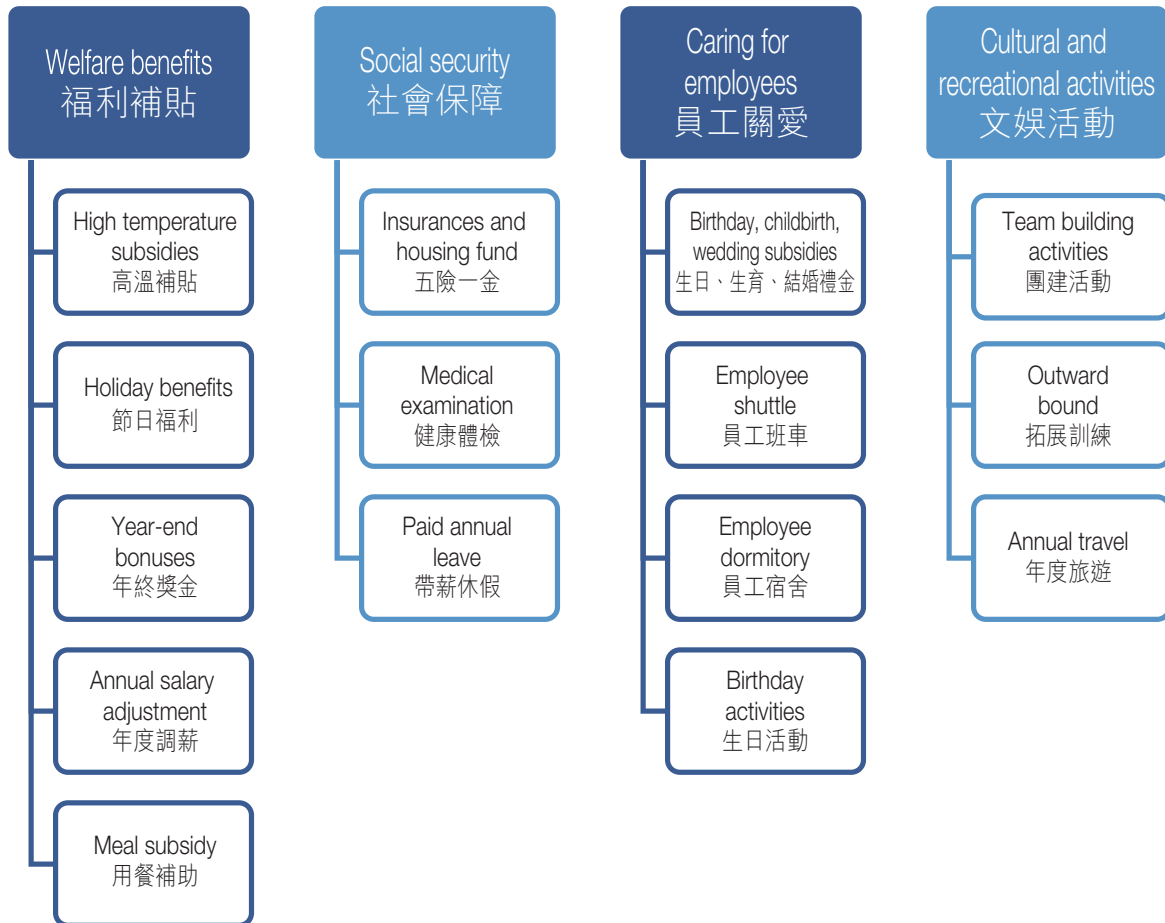 Welfare benefits
福利補貼
High temperature
subsidies
高溫補貼
Holiday benefits
節日福利
Year-end
bonuses
年終獎金
Annual salary
adjustment
年度調薪
Meal subsidy
用餐補助
Social security
社會保障
Insurances and
housing fund
五險一金
Medical
examination
健康體檢
Paid annual
leave
帶薪休假
Caring for
employees
員工關愛
Birthday, childbirth,
wedding subsidies
生日、生育、結婚禮金
Employee
shuttle
員工班車
Employee
dormitory
員工宿舍
Birthday
activities
生日活動
Cultural and
recreational activities
文娛活動
Team building
activities
團建活動
Outward
bound
拓展訓練
Annual travel
年度旅遊